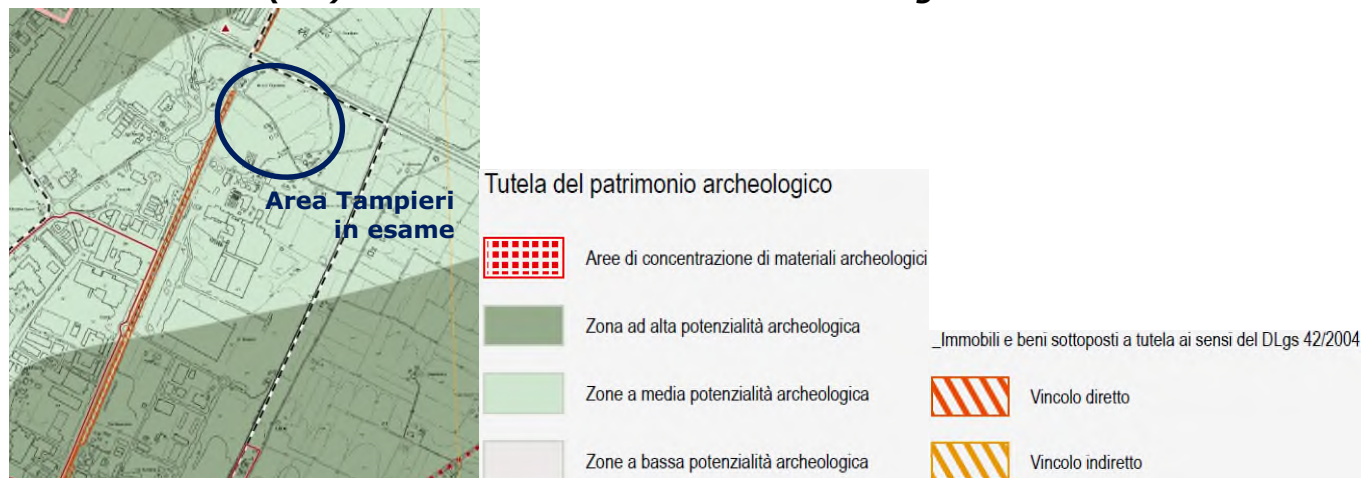 Area Tampieri
in esame
Tutela del patrimonio archeologico
Aree di concentrazione di materiali archeologici
Zona ad alta potenzialità archeologica
Zone a media potenzialità archeologica
Zone a bassa potenzialità archeologica
_Immobili e beni sottoposti a tutela ai sensi del DLgs 42/2004
Vincolo diretto
Vincolo indiretto